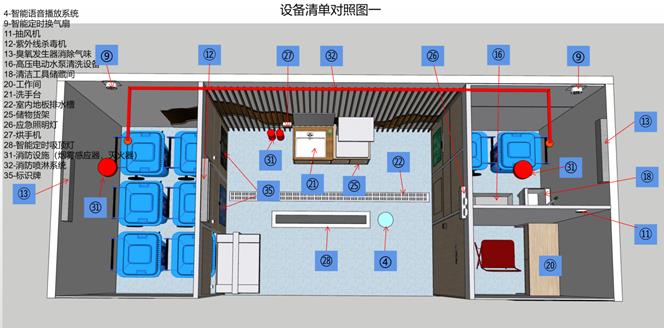 设备清单对照图一
4-智能语音播放系统
9-智能定时换气扇
11-抽风机
12-紫外线杀毒机
13-臭氧发生器消除气味
16-高压电动水泵清洗设备
18-清洁工具储藏间
20-工作间
21-洗手台
22-室内地板排水槽
25-储物货架
26-应急照明灯
27-烘手机
28-智能定时吸顶灯
31-消防设施（烟雾感应器、灭火器）
32-消防喷淋系统
35-标识牌
⑨
⑫
㉗
㉜
㉖
⑨
⑬
㉛
㉛
㉛
⑬
㉟
㉑
㉕
㉒
⑯
⑱
⑪
㉘
④
⑳